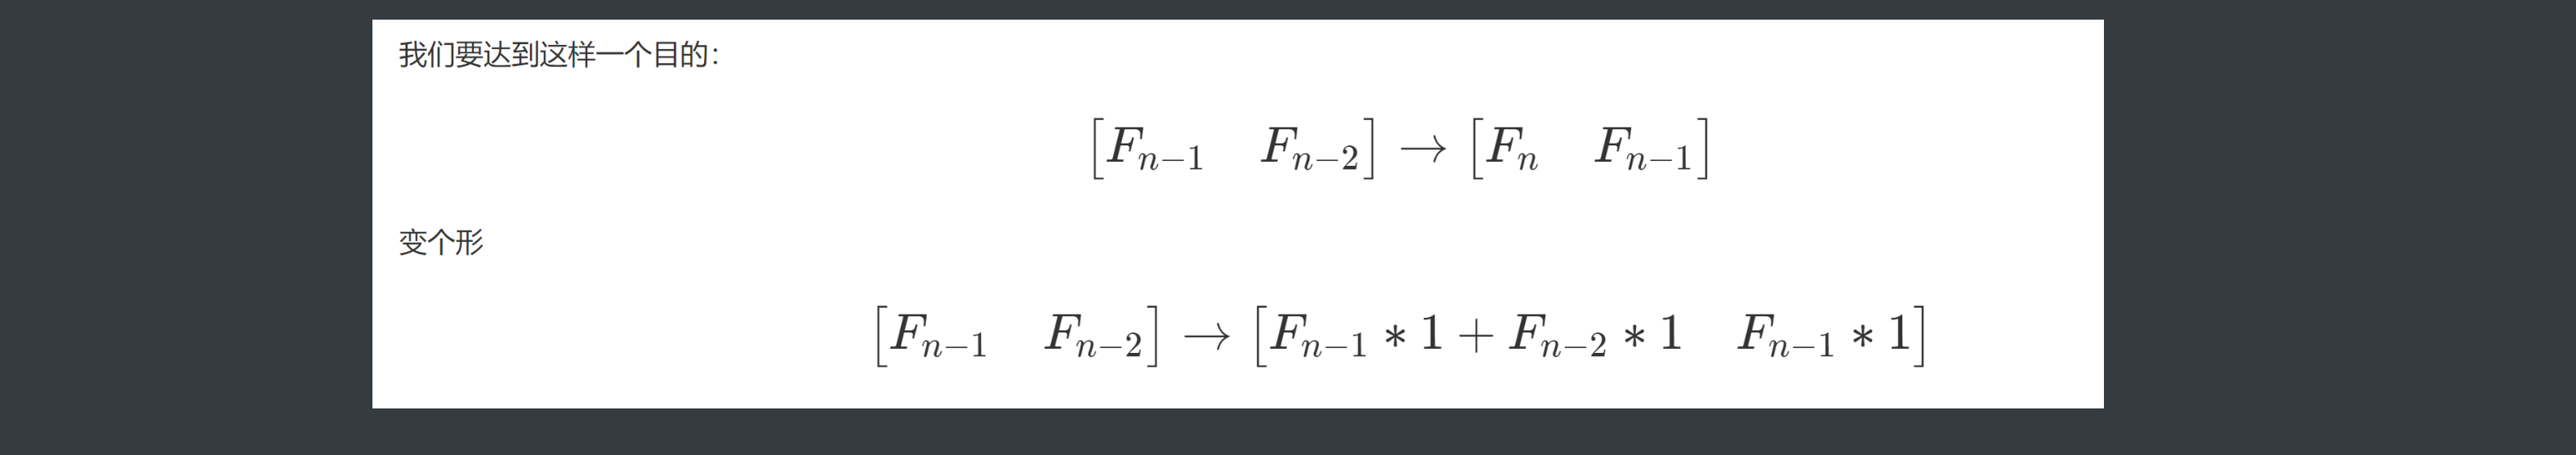 我们要达到这样一个目的：
[F_{n-1} F_{n-2}] → [F_n F_{n-1}]
变个形
[F_{n-1} F_{n-2}] → [F_{n-1} * 1 + F_{n-2} * 1 F_{n-1} * 1]